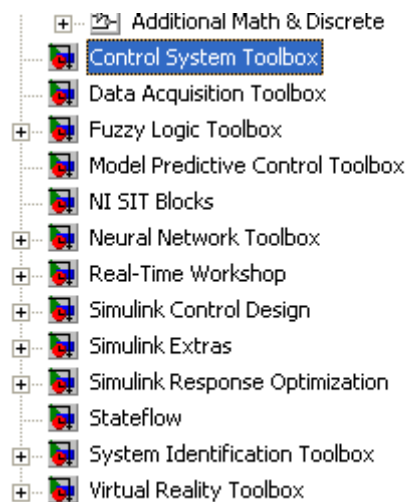 Additional Math & Discrete
Control System Toolbox
Data Acquisition Toolbox
Fuzzy Logic Toolbox
Model Predictive Control Toolbox
NI SIT Blocks
Neural Network Toolbox
Real-Time Workshop
Simulink Control Design
Simulink Extras
Simulink Response Optimization
Stateflow
System Identification Toolbox
Virtual Reality Toolbox